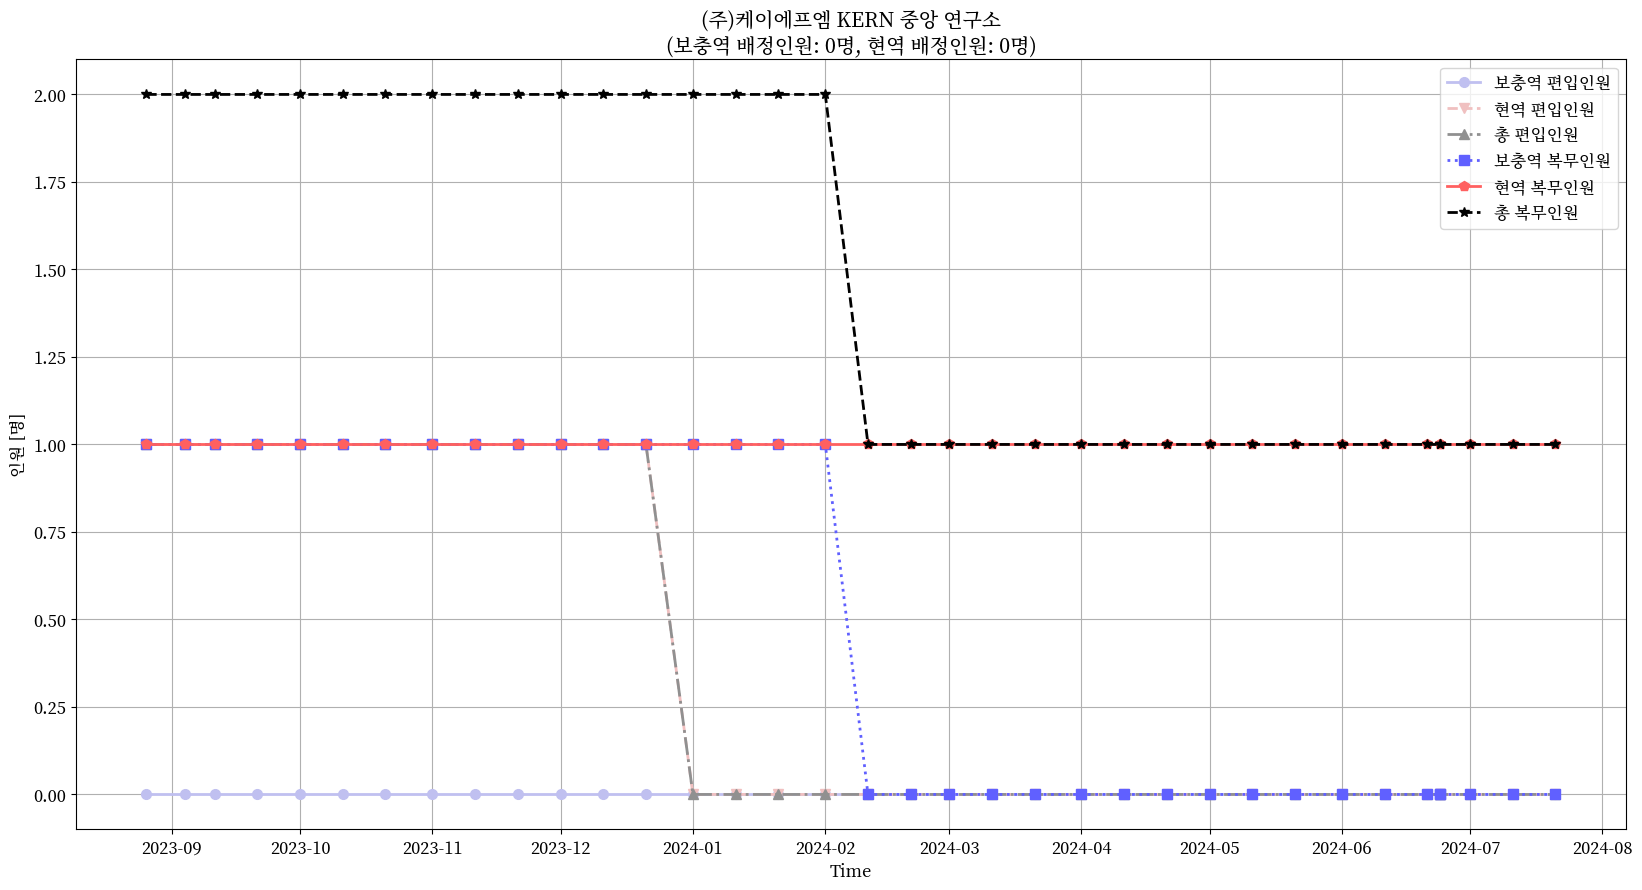 (주)케이에프엠 KERN 중앙 연구소
(보충역 배정인원: 0명, 현역 배정인원: 0명)
보충역 편입인원
현역 편입인원
총 편입인원
보충역 복무인원
현역 복무인원
총 복무인원
인원 [명]
2.00
1.75
1.50
1.25
1.00
0.75
0.50
0.25
0.00
2023-09
2023-10
2023-11
2023-12
2024-01
2024-02
2024-03
2024-04
2024-05
2024-06
2024-07
2024-08
Time